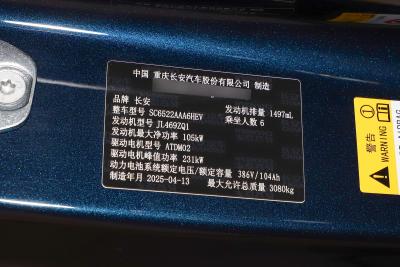 中国 重庆长安汽车股份有限公司 制造
品牌 长安
整车型号 SC6522AAA6HEV 发动机排量 1497mL
发动机型号 JL469ZQ1 乘坐人数 6
发动机最大净功率 105kW
驱动电机型号 ATDM02
驱动电机峰值功率 231kW
动力电池系统额定电压/额定容量 386V/104Ah
制造年月 2025-04-13 最大允许总质量 3080kg
警告
WARNING
AIRBAG